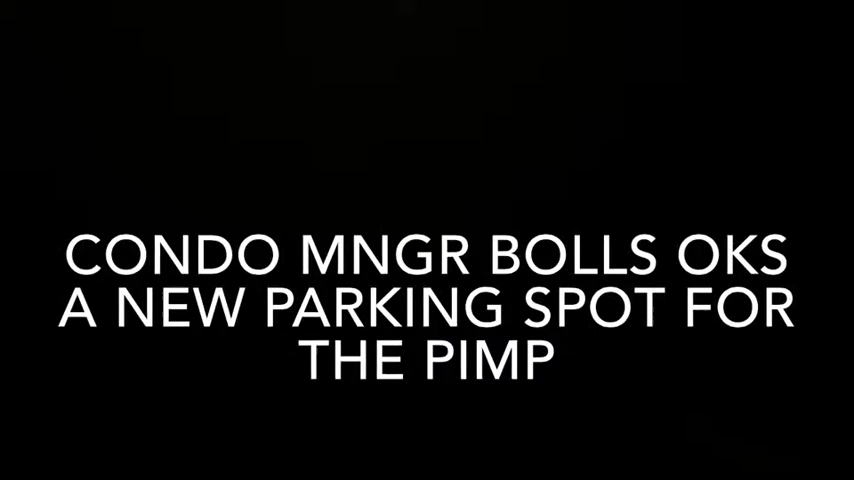 CONDO MNGR BOLLS OKS
A NEW PARKING SPOT FOR
THE PIMP